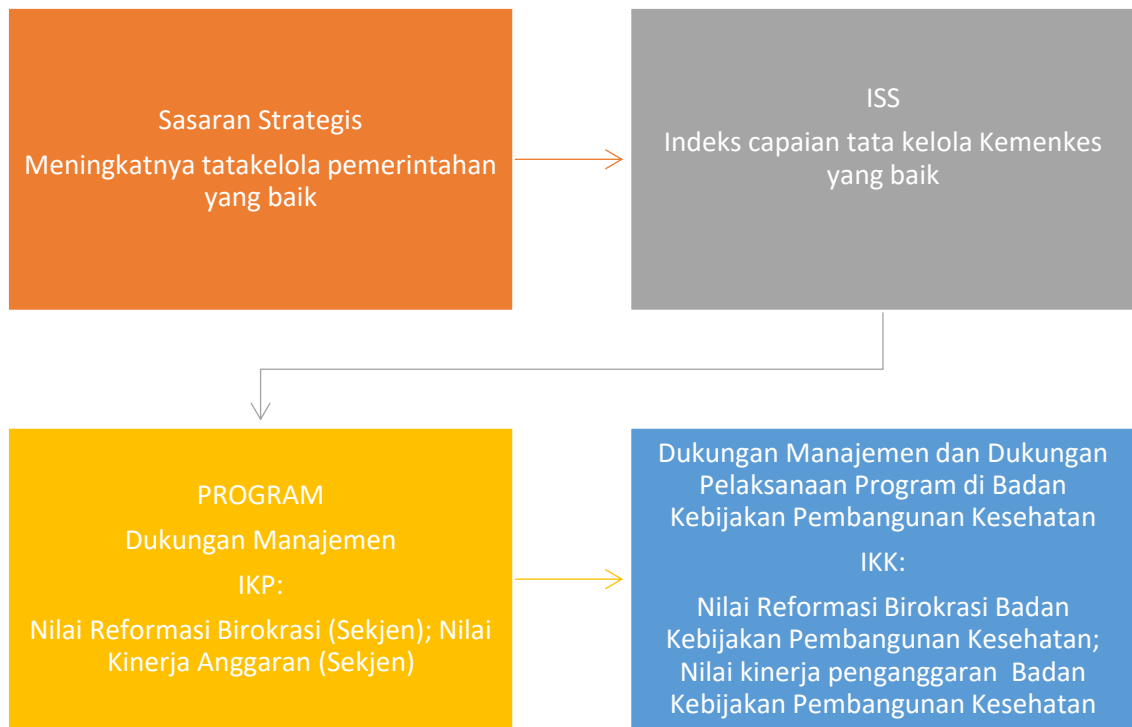 Sasaran Strategis
Meningkatnya tatakelola pemerintahan
yang baik
ISS
Indeks capaian tata kelola Kemenkes
yang baik
PROGRAM
Dukungan Manajemen
IKP:
Nilai Reformasi Birokrasi (Sekjen); Nilai
Kinerja Anggaran (Sekjen)
Dukungan Manajemen dan Dukungan
Pelaksanaan Program di Badan
Kebijakan Pembangunan Kesehatan
IKK:
Nilai Reformasi Birokrasi Badan
Kebijakan Pembangunan Kesehatan;
Nilai kinerja penganggaran Badan
Kebijakan Pembangunan Kesehatan